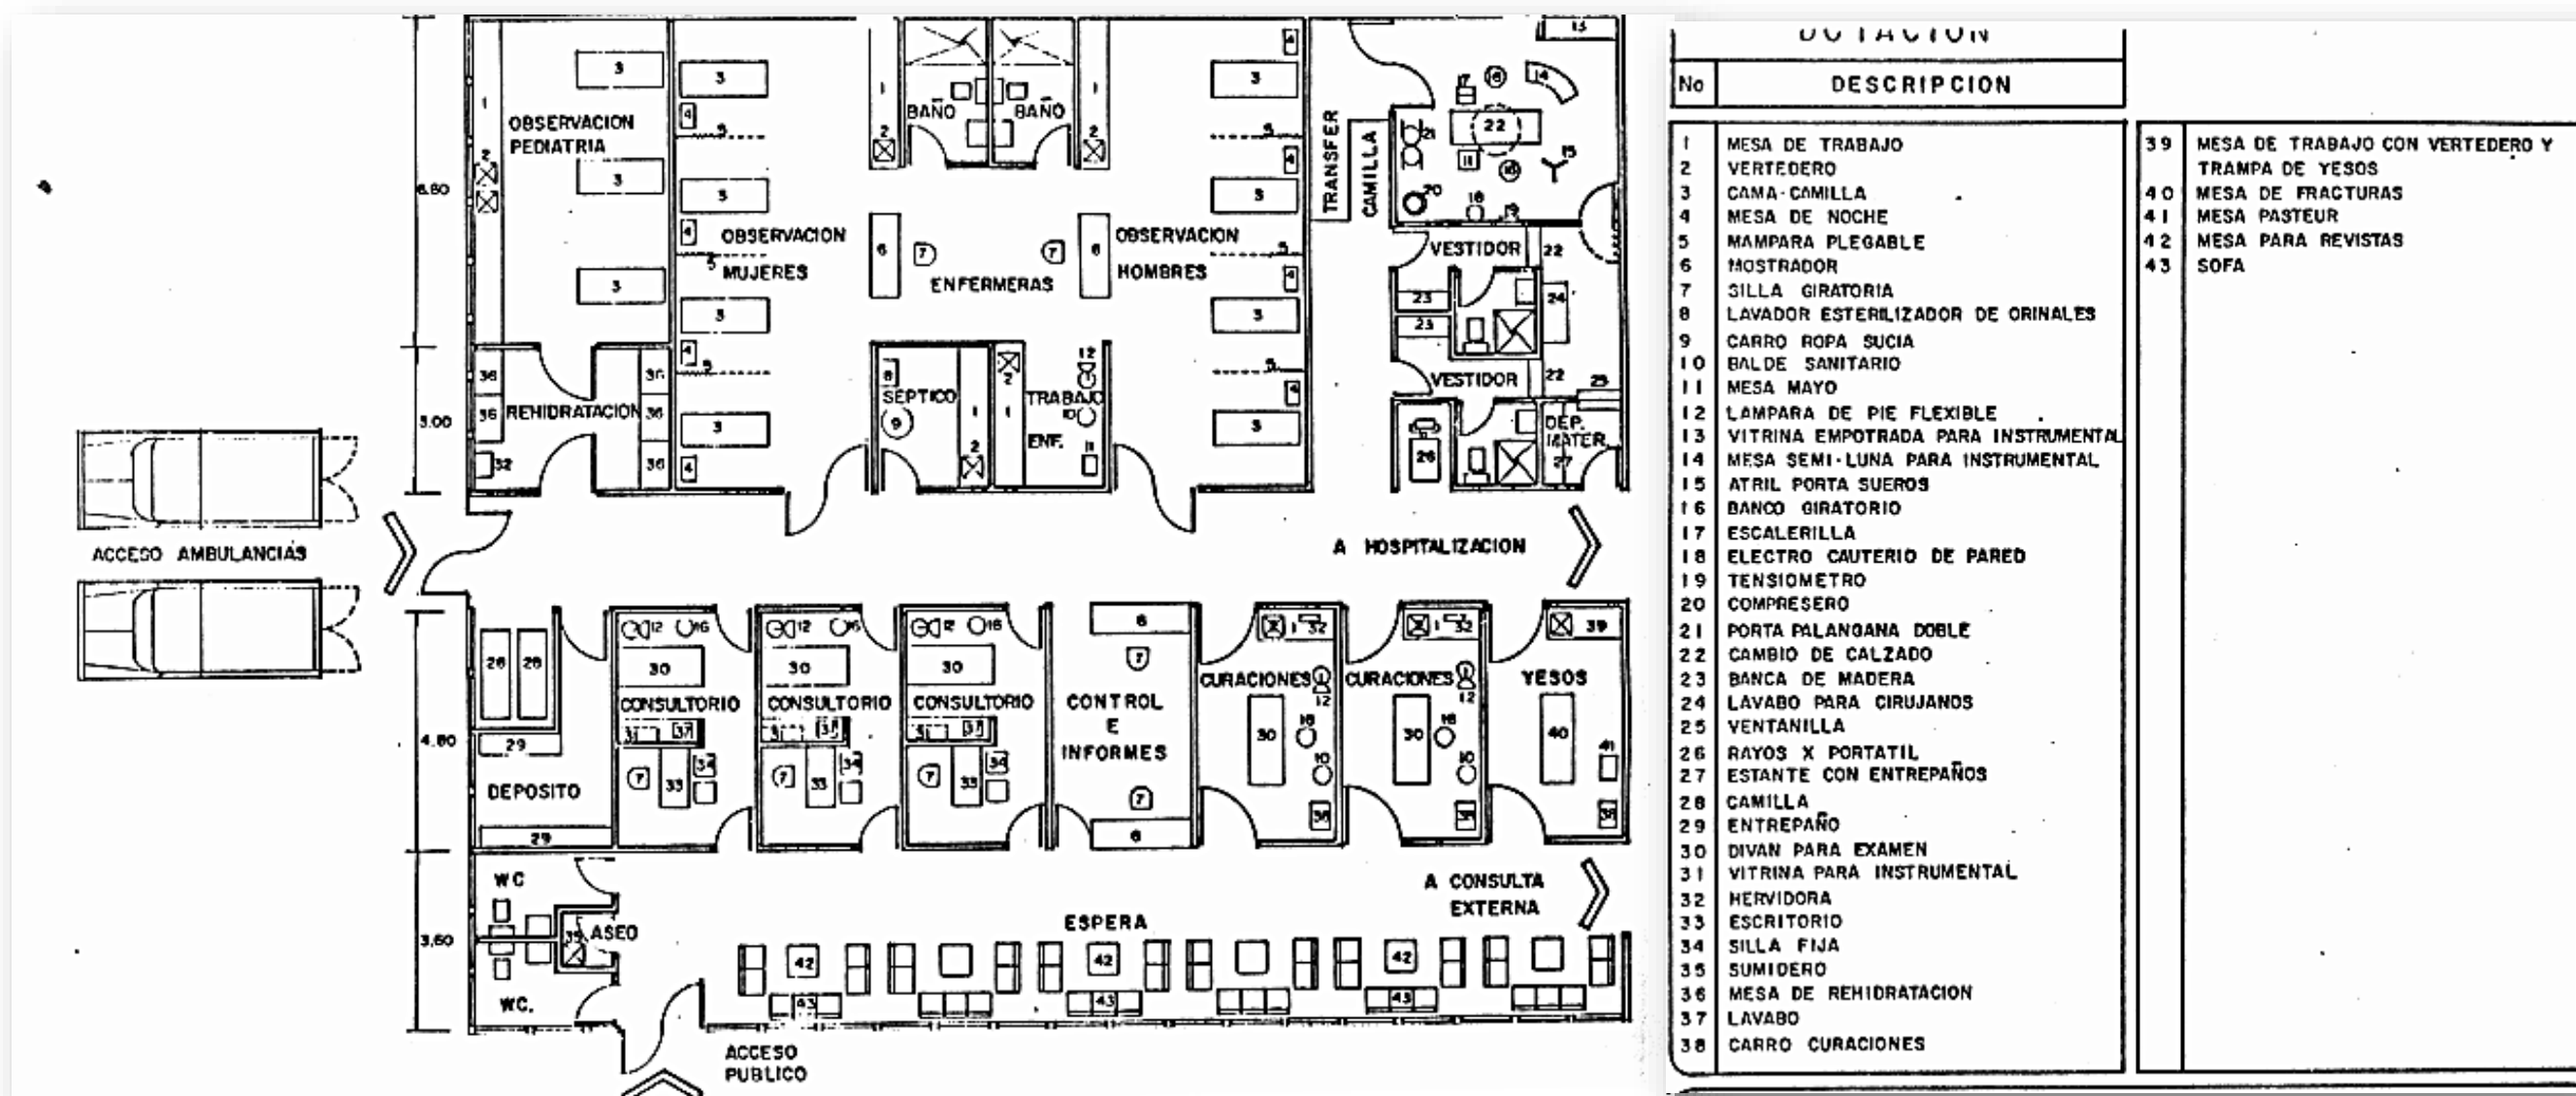 OBSERVACION
PEDIATRIA
BAÑO
BAÑO
TRANSFER
CAMILLA
OBSERVACION
MUJERES
ENFERMERAS
OBSERVACION
HOMBRES
VESTIDOR
VESTIDOR
REHIDRATACION
SEPTICO
TRABAJO
ENF.
DEP.
MATER.
6.80
3.00
4.80
3.60
ACCESO AMBULANCIAS
A HOSPITALIZACION
DEPOSITO
CONSULTORIO
CONSULTORIO
CONSULTORIO
CONTROL
E
INFORMES
CURACIONES
CURACIONES
YESOS
WC
ASEO
WC.
ESPERA
A CONSULTA
EXTERNA
ACCESO
PUBLICO
No DESCRIPCION
1 MESA DE TRABAJO
2 VERTEDERO
3 CAMA-CAMILLA
4 MESA DE NOCHE
5 MAMPARA PLEGABLE
6 MOSTRADOR
7 SILLA GIRATORIA
8 LAVADOR ESTERILIZADOR DE ORINALES
9 CARRO ROPA SUCIA
10 BALDE SANITARIO
11 MESA MAYO
12 LAMPARA DE PIE FLEXIBLE
13 VITRINA EMPOTRADA PARA INSTRUMENTAL
14 MESA SEMI-LUNA PARA INSTRUMENTAL
15 ATRIL PORTA SUEROS
16 BANCO GIRATORIO
17 ESCALERILLA
18 ELECTRO CAUTERIO DE PARED
19 TENSIOMETRO
20 COMPRESERO
21 PORTA PALANGANA DOBLE
22 CAMBIO DE CALZADO
23 BANCA DE MADERA
24 LAVABO PARA CIRUJANOS
25 VENTANILLA
26 RAYOS X PORTATIL
27 ESTANTE CON ENTREPAÑOS
28 CAMILLA
29 ENTREPAÑO
30 DIVAN PARA EXAMEN
31 VITRINA PARA INSTRUMENTAL
32 HERVIDORA
33 ESCRITORIO
34 SILLA FIJA
35 SUMIDERO
36 MESA DE REHIDRATACION
37 LAVABO
38 CARRO CURACIONES
39 MESA DE TRABAJO CON VERTEDERO Y
TRAMPA DE YESOS
40 MESA DE FRACTURAS
41 MESA PASTEUR
42 MESA PARA REVISTAS
43 SOFA